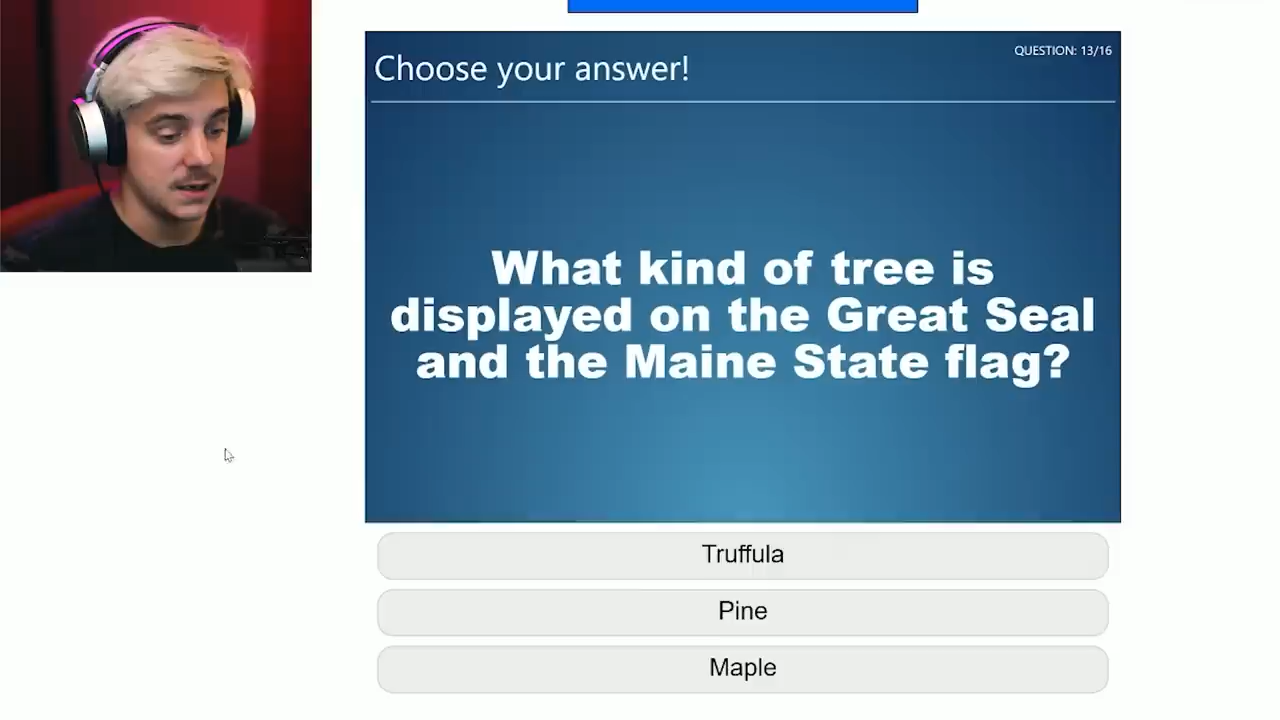 Choose your answer!
QUESTION: 13/16
What kind of tree is
displayed on the Great Seal
and the Maine State flag?
Truffula
Pine
Maple